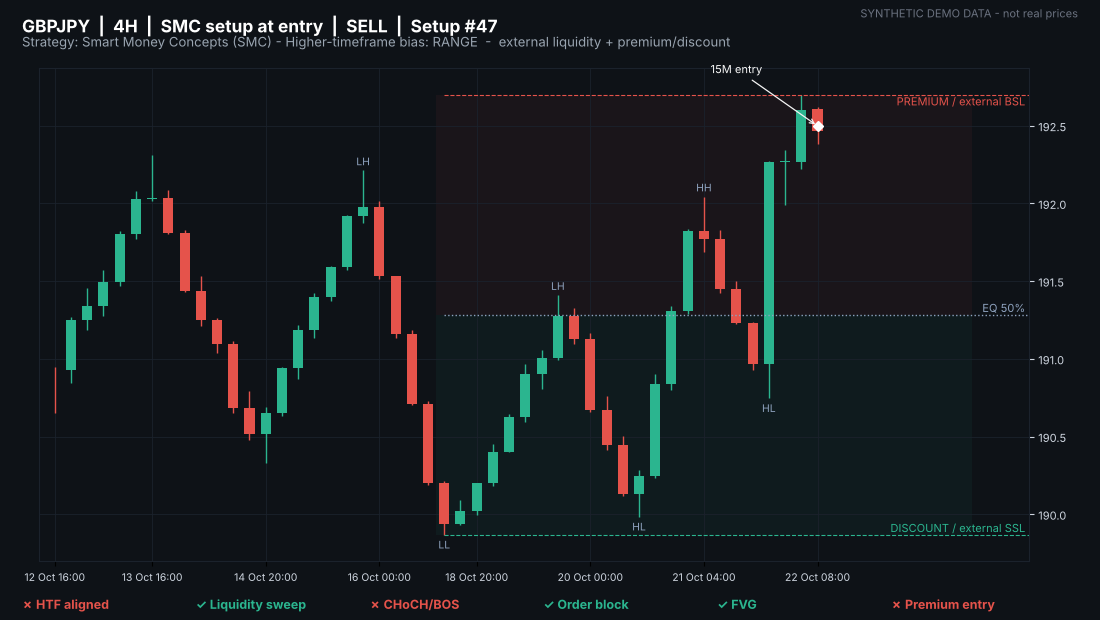 SYNTHETIC DEMO DATA - not real prices
GBPJPY | 4H | SMC setup at entry | SELL | Setup #47
Strategy: Smart Money Concepts (SMC) - Higher-timeframe bias: RANGE - external liquidity + premium/discount
15M entry
PREMIUM / external BSL
192.5
LH
HH
192.0
LH
191.5
EQ 50%
191.0
HL
190.5
HL
DISCOUNT / external SSL
190.0
LL
12 Oct 16:00 13 Oct 16:00 14 Oct 20:00 16 Oct 00:00 18 Oct 20:00 20 Oct 00:00 21 Oct 04:00 22 Oct 08:00
× HTF aligned ✓ Liquidity sweep × CHoCH/BOS ✓ Order block ✓ FVG × Premium entry